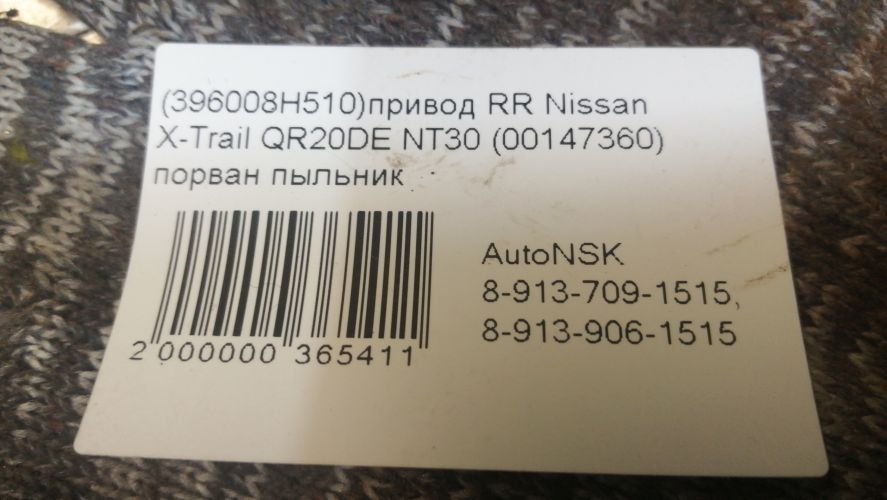 (396008H510)привод RR Nissan
X-Trail QR20DE NT30 (00147360)
порван пыльник
2 000000 365411
AutoNSK
8-913-709-1515,
8-913-906-1515